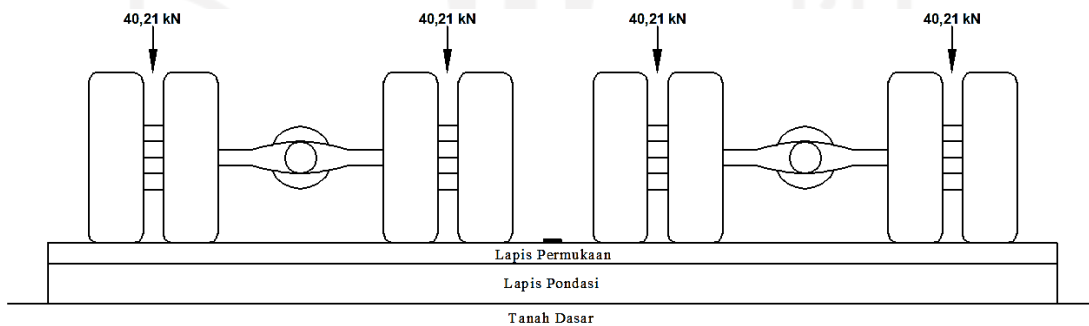 40,21 kN
40,21 kN
40,21 kN
40,21 kN
Lapis Permukaan
Lapis Pondasi
Tanah Dasar